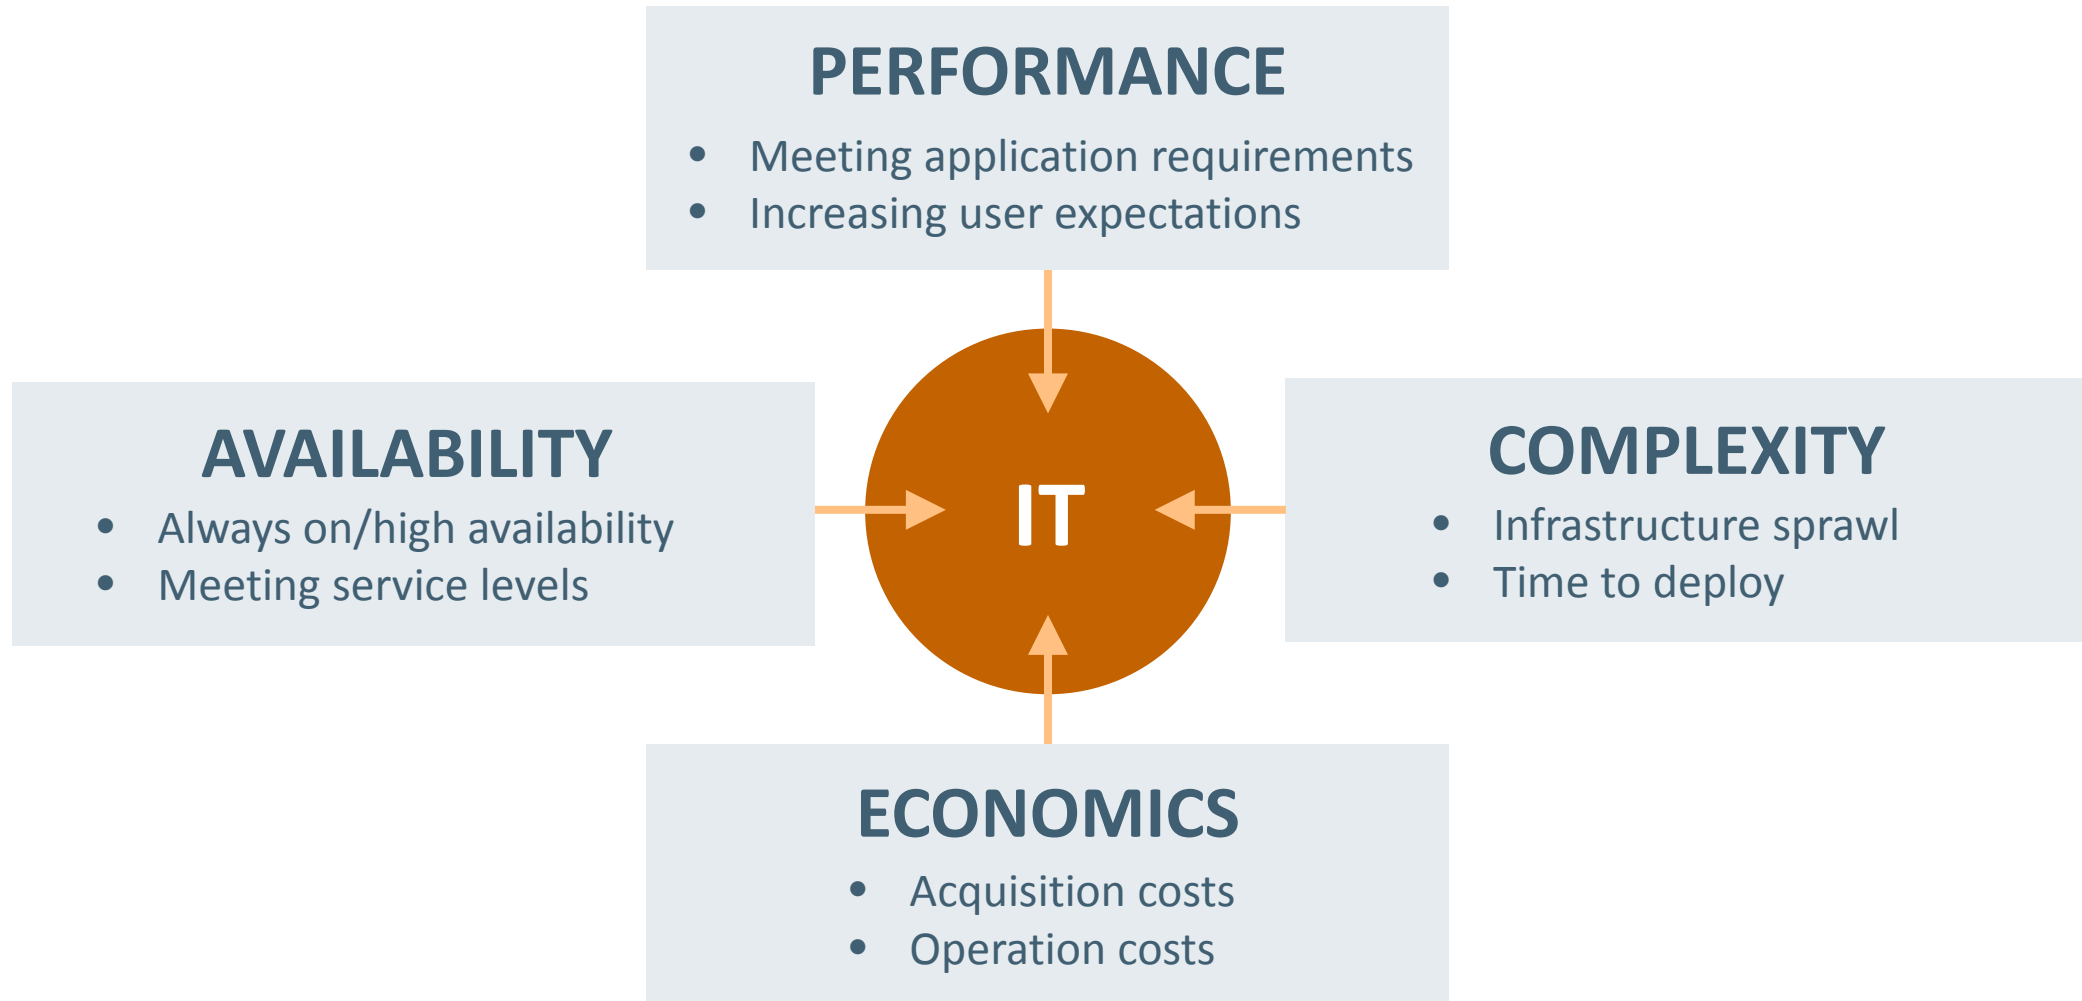 PERFORMANCE
• Meeting application requirements
• Increasing user expectations
AVAILABILITY
• Always on/high availability
• Meeting service levels
IT
COMPLEXITY
• Infrastructure sprawl
• Time to deploy
ECONOMICS
• Acquisition costs
• Operation costs